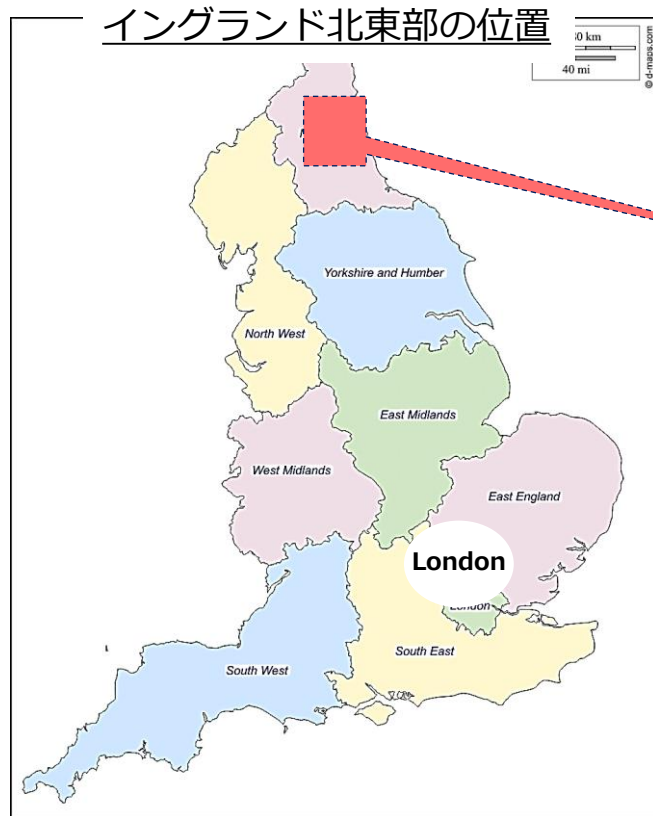 イングランド北東部の位置
0 km
40 mi
© d-maps.com
Yorkshire and Humber
North West
East Midlands
West Midlands
East England
London
London
South East
South West